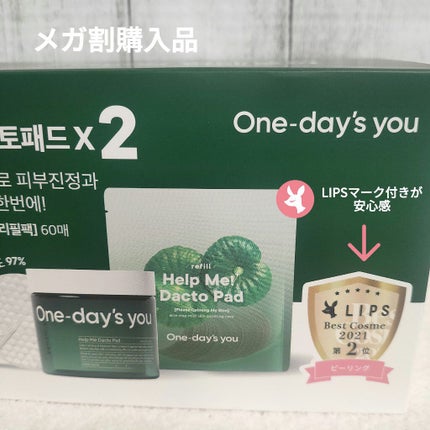 メガ割購入品
One-day's you
토패드 X 2
로 피부진정과
한번에!
리필팩] 60매
97%
LIPSマーク付きが
安心感
refill
Help Me!
Dacto Pad
One-day's you
One-day's you
Help Me Dacto Pad
LIPS
Best Cosme
2021
第2位
ピーリング